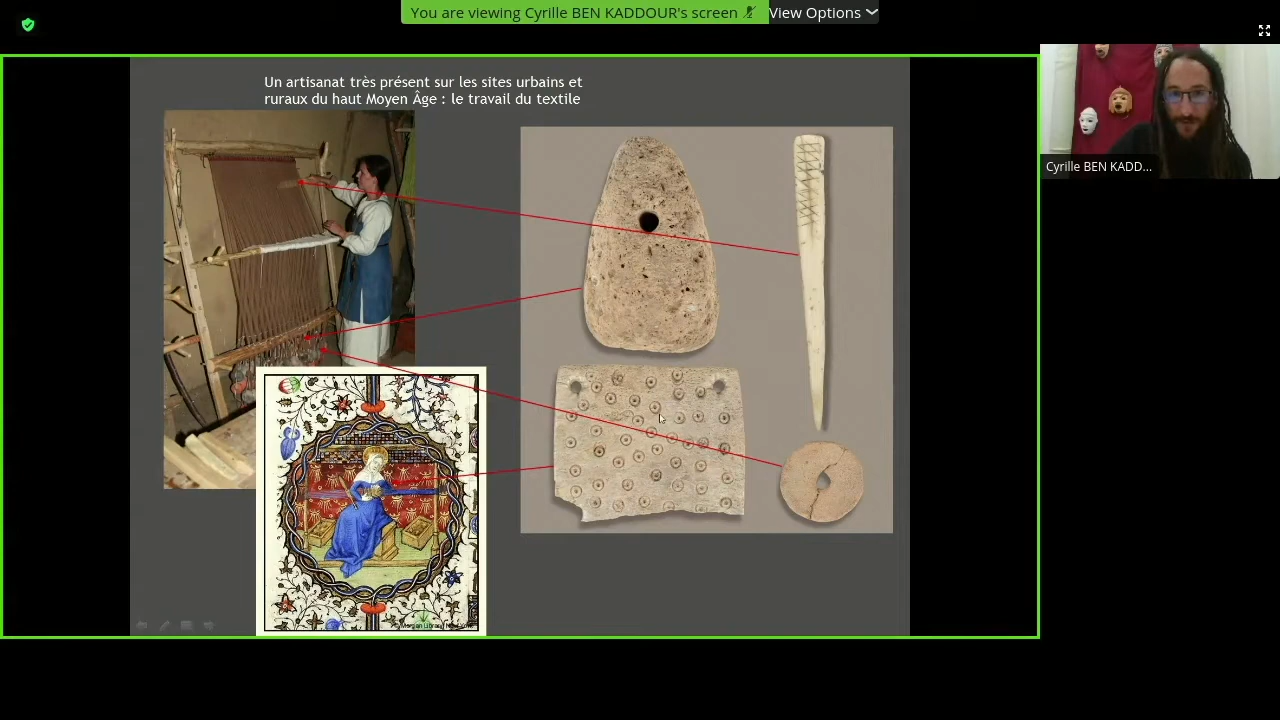 You are viewing Cyrille BEN KADDOUR's screen
View Options
Un artisanat très présent sur les sites urbains et
ruraux du haut Moyen Âge : le travail du textile
Cyrille BEN KADD...